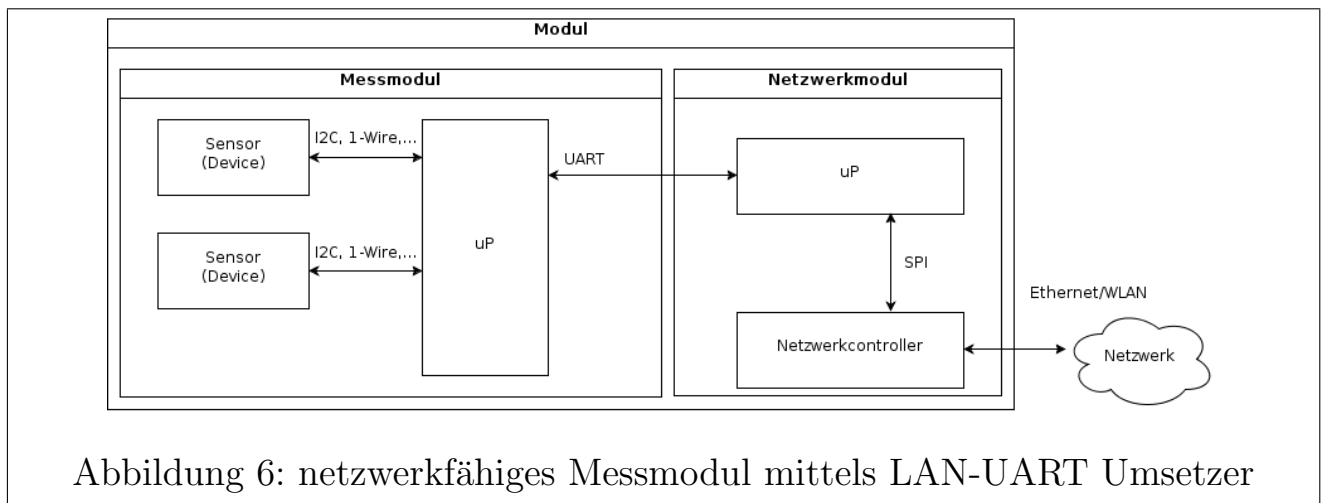 Modul
Messmodul
Netzwerkmodul
Sensor
(Device)
I2C, 1-Wire,...
uP
UART
uP
Sensor
(Device)
I2C, 1-Wire,...
SPI
Ethernet/WLAN
Netzwerkcontroller
Netzwerk
Abbildung 6: netzwerkfähiges Messmodul mittels LAN-UART Umsetzer